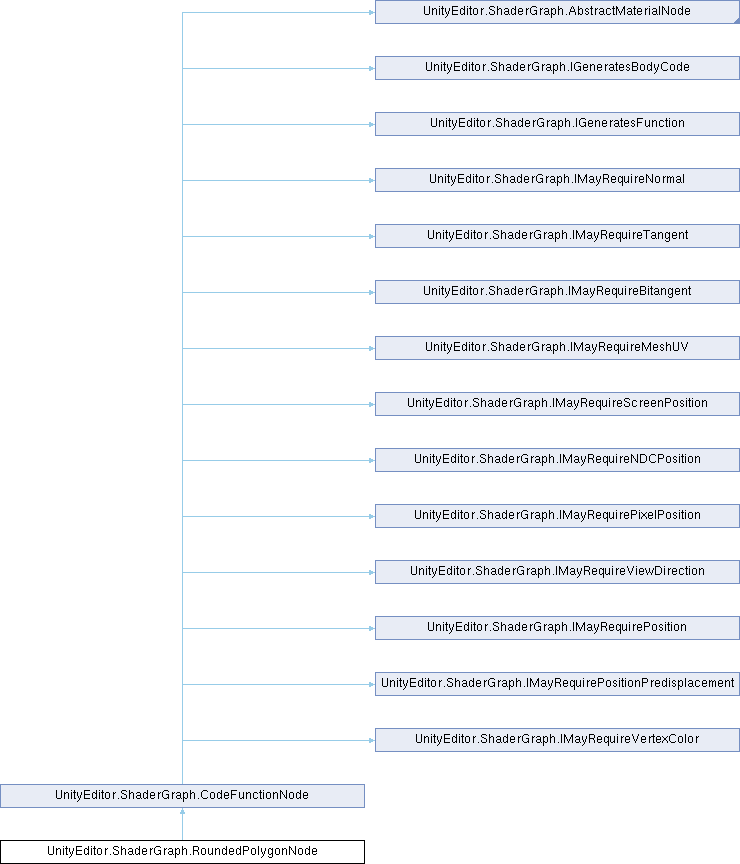 UnityEditor.ShaderGraph.AbstractMaterialNode
UnityEditor.ShaderGraph.IGeneratesBodyCode
UnityEditor.ShaderGraph.IGeneratesFunction
UnityEditor.ShaderGraph.IMayRequireNormal
UnityEditor.ShaderGraph.IMayRequireTangent
UnityEditor.ShaderGraph.IMayRequireBitangent
UnityEditor.ShaderGraph.IMayRequireMeshUV
UnityEditor.ShaderGraph.IMayRequireScreenPosition
UnityEditor.ShaderGraph.IMayRequireNDCPosition
UnityEditor.ShaderGraph.IMayRequirePixelPosition
UnityEditor.ShaderGraph.IMayRequireViewDirection
UnityEditor.ShaderGraph.IMayRequirePosition
UnityEditor.ShaderGraph.IMayRequirePositionPredisplacement
UnityEditor.ShaderGraph.IMayRequireVertexColor
UnityEditor.ShaderGraph.CodeFunctionNode
UnityEditor.ShaderGraph.RoundedPolygonNode